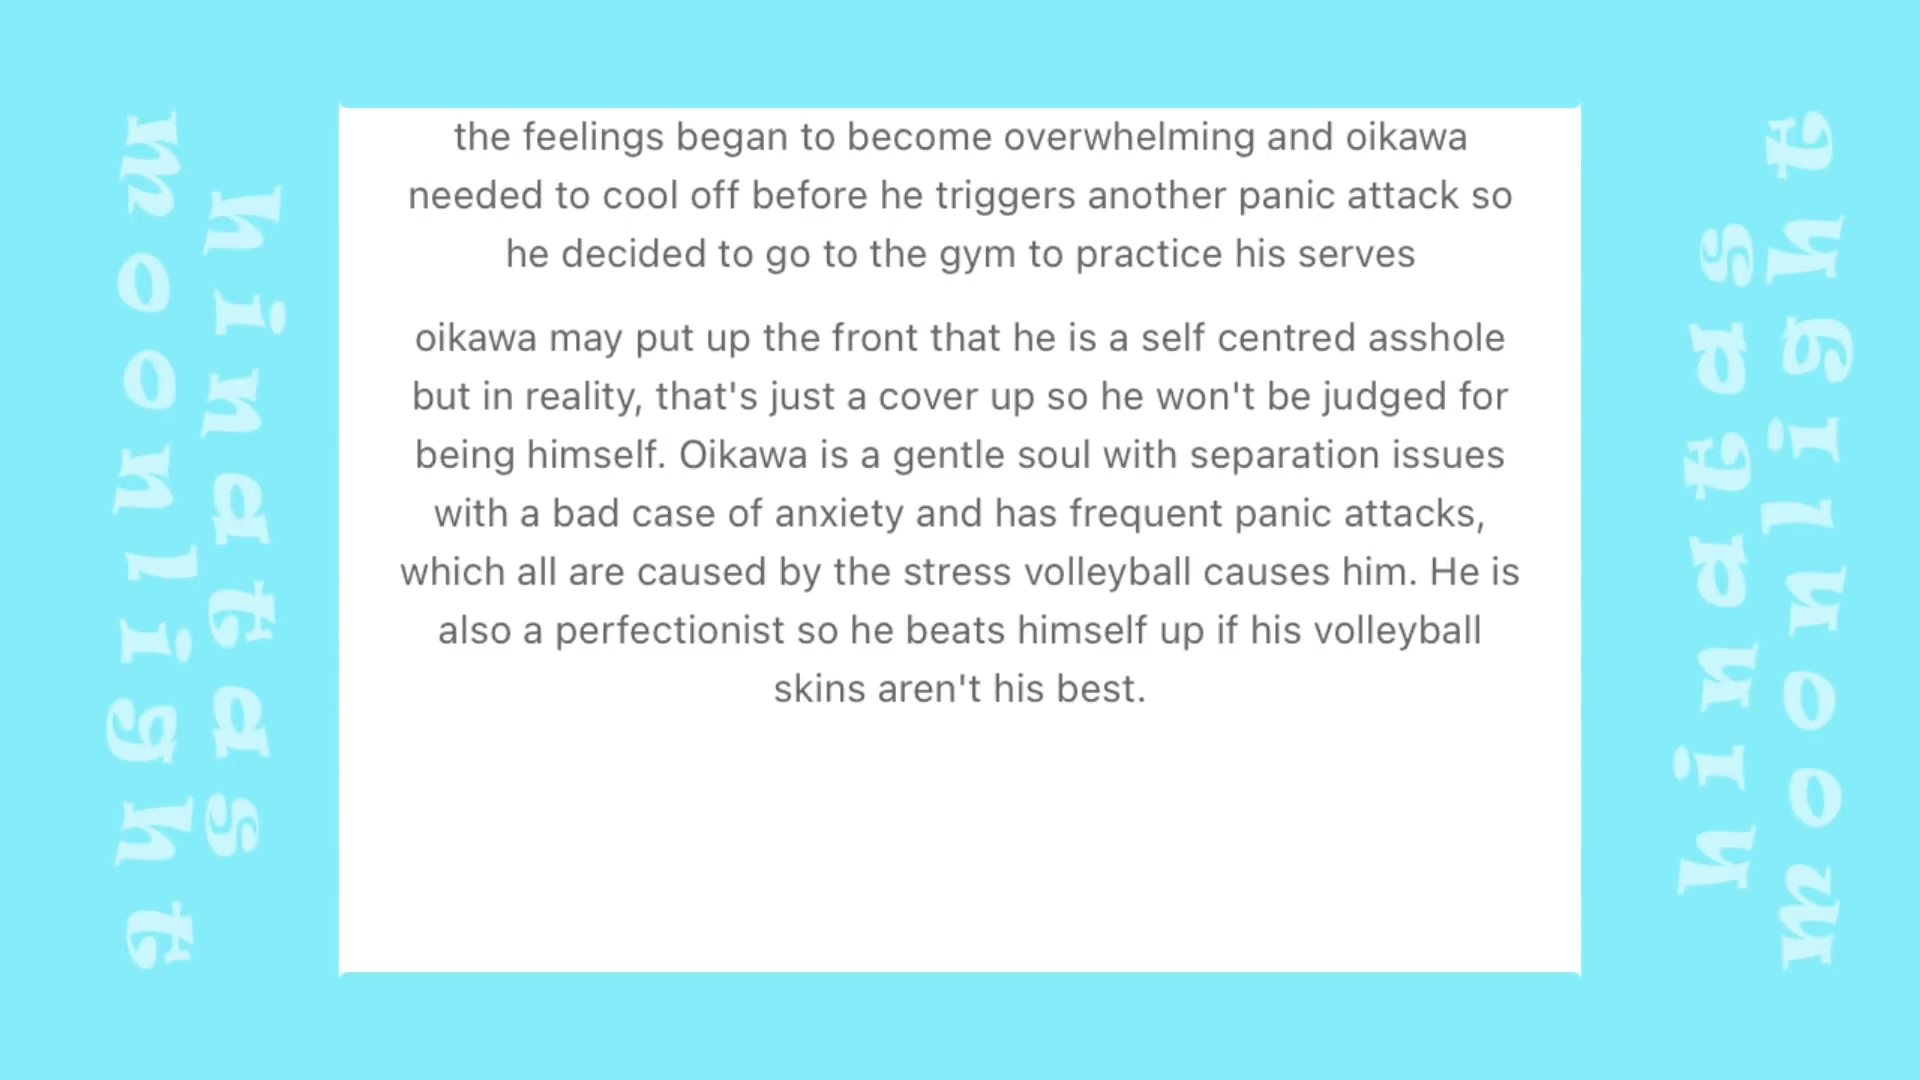 moonlight
hinatas
the feelings began to become overwhelming and oikawa
needed to cool off before he triggers another panic attack so
he decided to go to the gym to practice his serves
oikawa may put up the front that he is a self centred asshole
but in reality, that's just a cover up so he won't be judged for
being himself. Oikawa is a gentle soul with separation issues
with a bad case of anxiety and has frequent panic attacks,
which all are caused by the stress volleyball causes him. He is
also a perfectionist so he beats himself up if his volleyball
skins aren't his best.
hinatas
moonlight